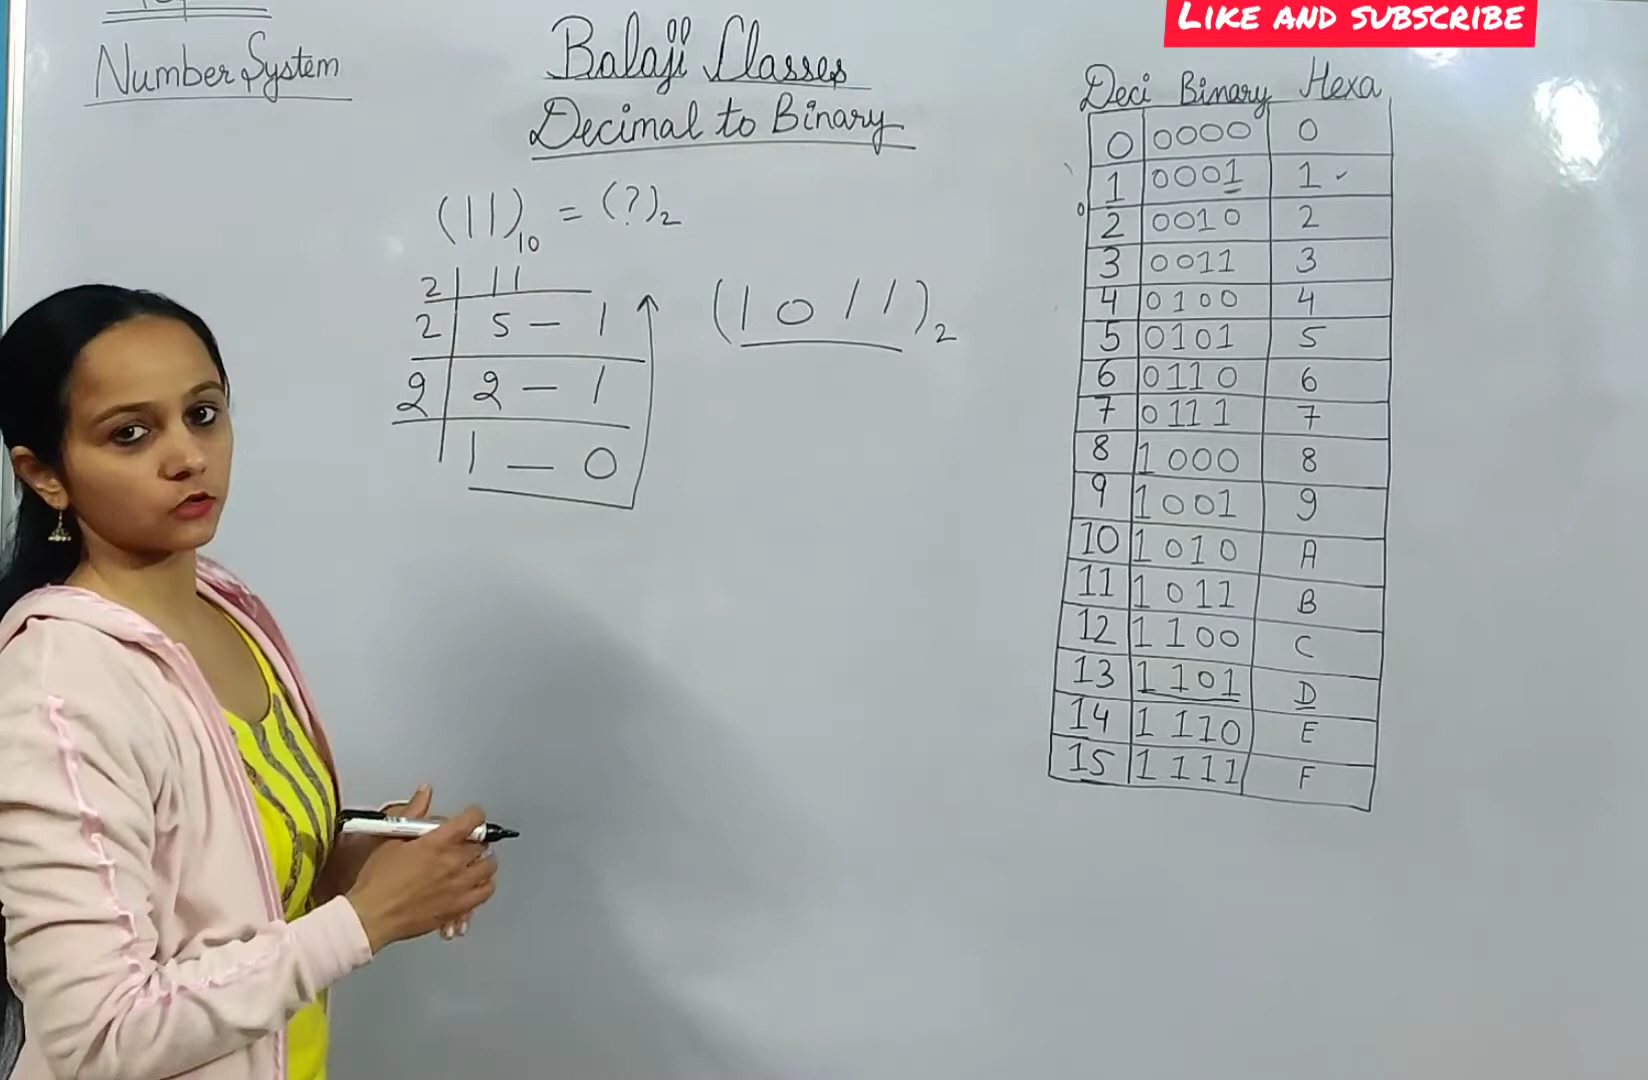 Number System
Balaji Classes
Decimal to Binary
(11)10 = (?)2
2 | 11
2 | 5 — 1
2 | 2 — 1
1 — 0
(1011)2
LIKE AND SUBSCRIBE
Deci Binary Hexa
0 0000 0
1 0001 1
2 0010 2
3 0011 3
4 0100 4
5 0101 5
6 0110 6
7 0111 7
8 1000 8
9 1001 9
10 1010 A
11 1011 B
12 1100 C
13 1101 D
14 1110 E
15 1111 F